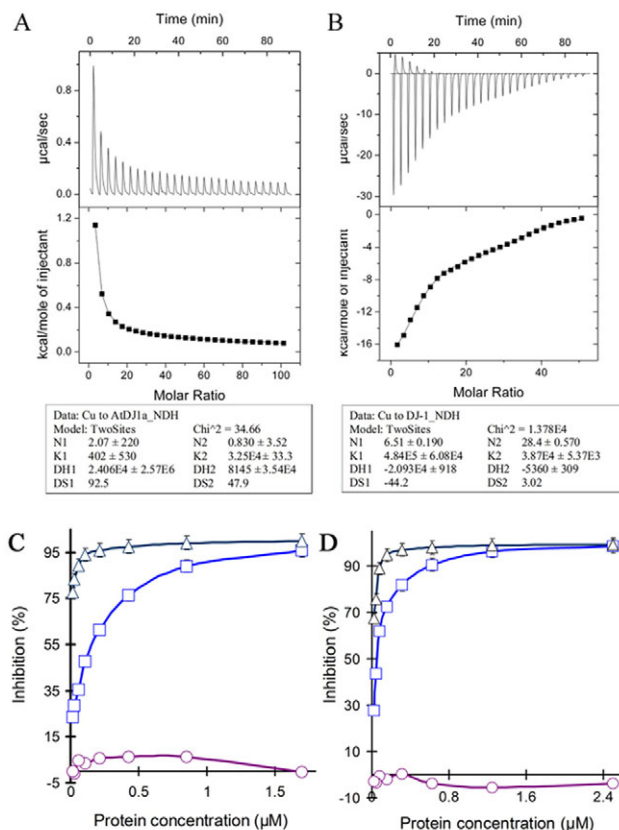 A
Time (min)
0 20 40 60 80
0.8
0.4
0.0
µcal/sec
1.2
0.8
0.4
0.0
kcal/mole of injectant
0 20 40 60 80 100
Molar Ratio
Data: Cu to AtDJ1a_NDH
Model: TwoSites Chi^2 = 34.66
N1 2.07 ± 220 N2 0.830 ± 3.52
K1 402 ± 530 K2 3.25E4 ± 33.3
DH1 2.406E4 ± 2.57E6 DH2 8145 ±3.54E4
DS1 92.5 DS2 47.9
B
Time (min)
0 20 40 60 80
0
-10
-20
-30
µcal/sec
0
-4
-8
-12
-16
kcal/mole of injectant
0 10 20 30 40 50
Molar Ratio
Data: Cu to DJ-1_NDH
Model: TwoSites Chi^2 = 1.378E4
N1 6.51 ± 0.190 N2 28.4 ± 0.570
K1 4.84E5 ± 6.08E4 K2 3.87E4 ± 5.37E3
DH1 -2.093E4 ± 918 DH2 -5360 ± 309
DS1 -44.2 DS2 3.02
C
95
75
55
35
15
-5
Inhibition (%)
0 0.5 1 1.5
Protein concentration (µM)
D
90
70
50
30
10
-10
Inhibition (%)
0 0.8 1.6 2.4
Protein concentration (µM)